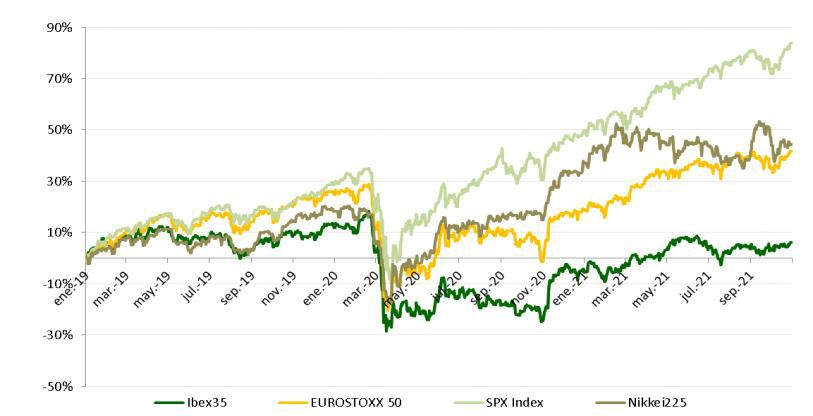 90%
70%
50%
30%
10%
-10%
-30%
-50%
ene-19
mar.-19
may.-19
jul.-19
sep.-19
nov.-19
ene.-20
mar.-20
may.-20
jul.-20
sep.-20
nov.-20
ene.-21
mar.-21
may.-21
jul.-21
sep.-21
Ibex35 EUROSTOXX 50 SPX Index Nikkei225